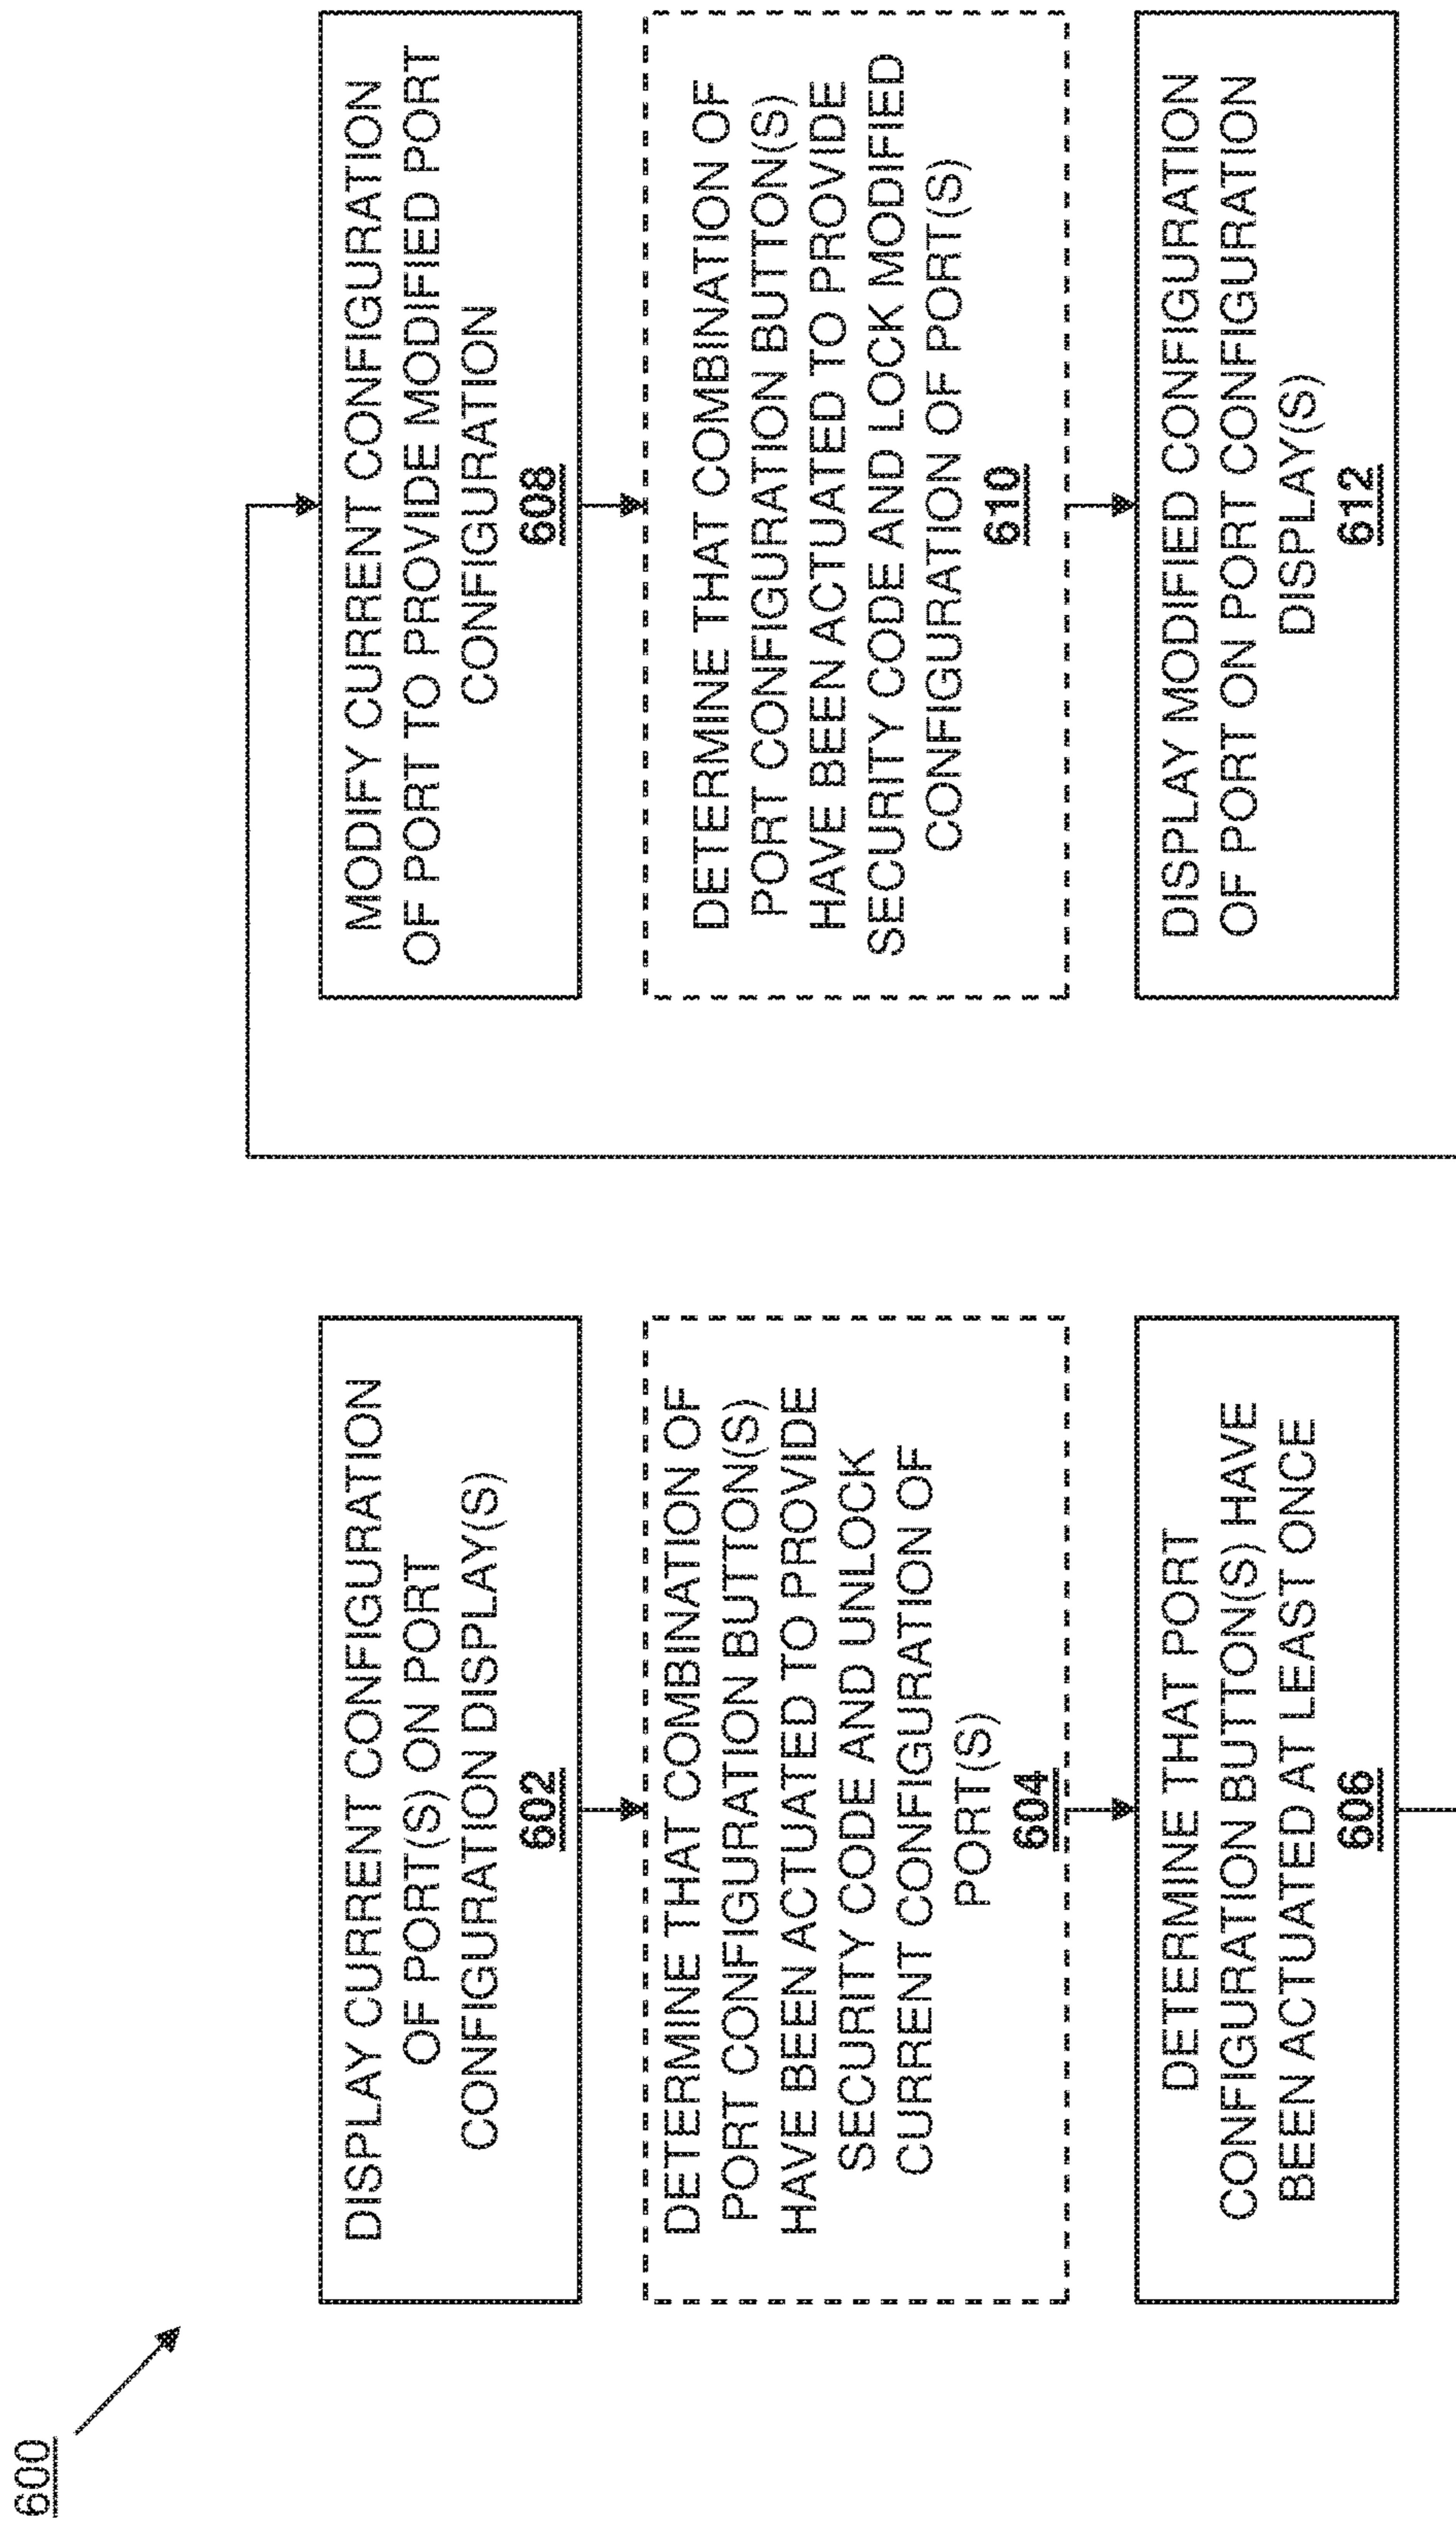 600
DISPLAY CURRENT CONFIGURATION
OF PORT(S) ON PORT
CONFIGURATION DISPLAY(S)
602
DETERMINE THAT COMBINATION OF
PORT CONFIGURATION BUTTON(S)
HAVE BEEN ACTUATED TO PROVIDE
SECURITY CODE AND UNLOCK
CURRENT CONFIGURATION OF
PORT(S)
604
DETERMINE THAT PORT
CONFIGURATION BUTTON(S) HAVE
BEEN ACTUATED AT LEAST ONCE
606
MODIFY CURRENT CONFIGURATION
OF PORT TO PROVIDE MODIFIED PORT
CONFIGURATION
608
DETERMINE THAT COMBINATION OF
PORT CONFIGURATION BUTTON(S)
HAVE BEEN ACTUATED TO PROVIDE
SECURITY CODE AND LOCK MODIFIED
CONFIGURATION OF PORT(S)
610
DISPLAY MODIFIED CONFIGURATION
OF PORT ON PORT CONFIGURATION
DISPLAY(S)
612